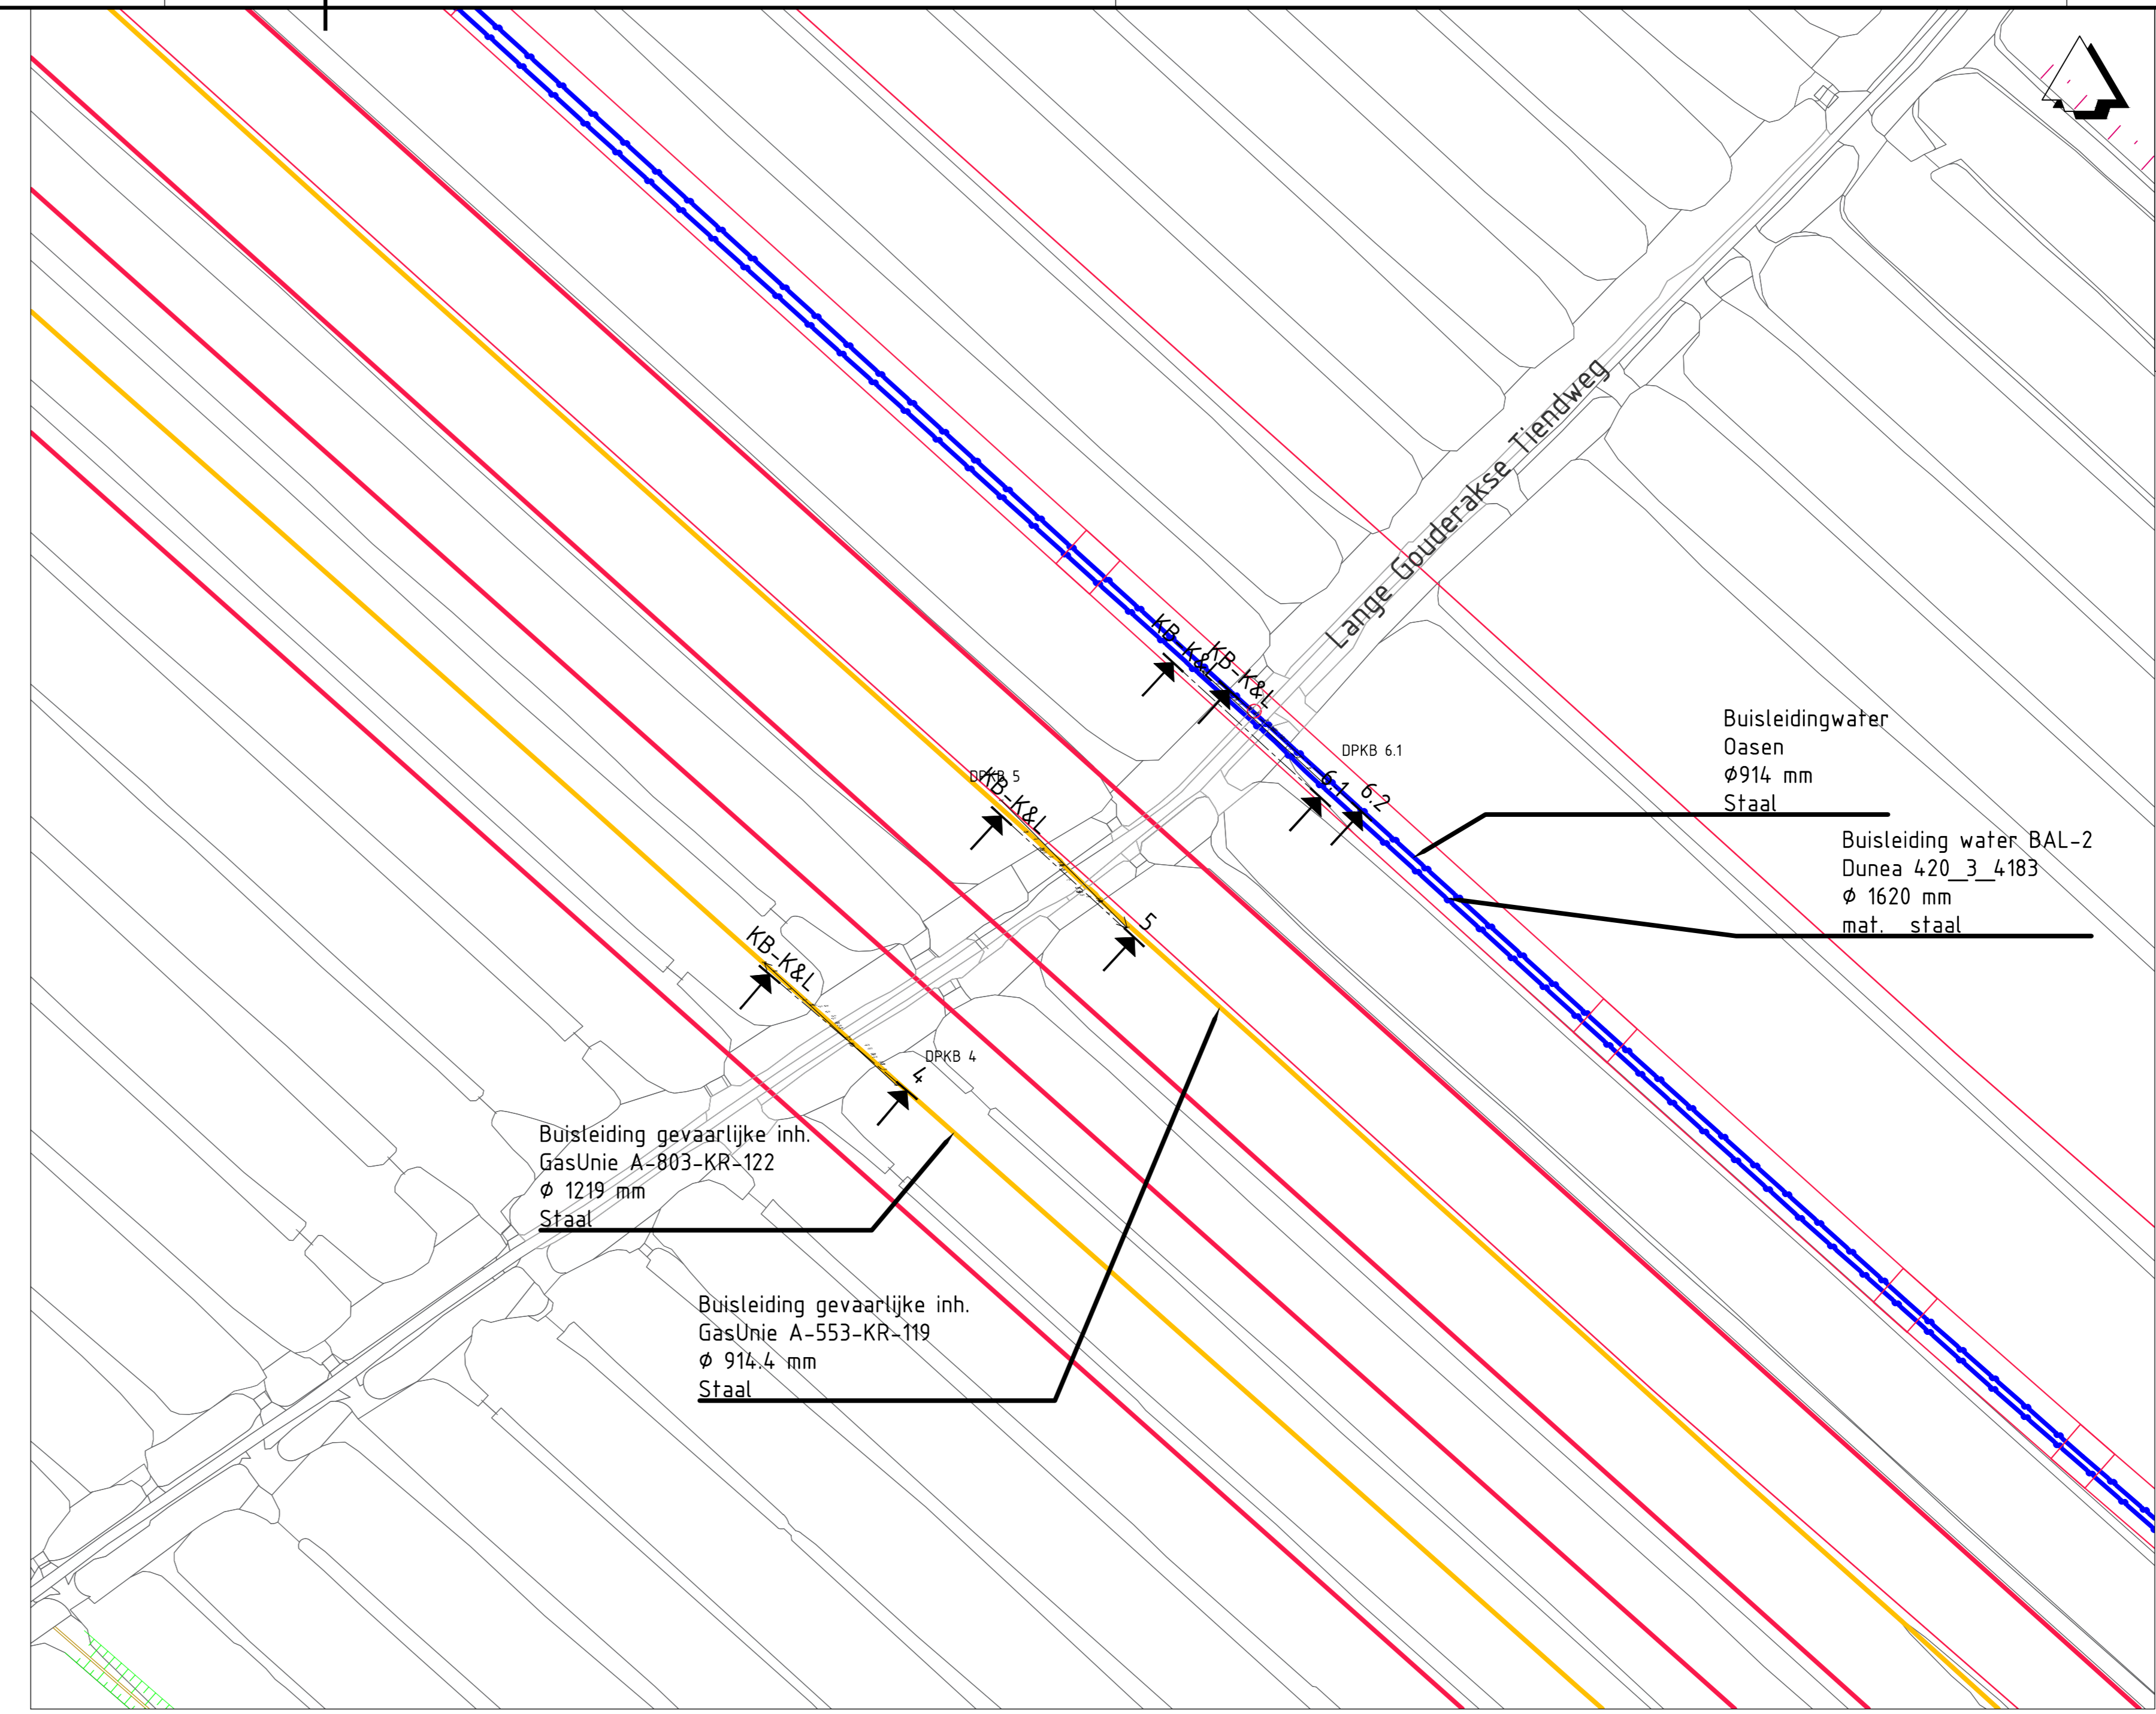 Lange Gouderakse Tiendweg
KB-K&L
KB-K&L
DPKB 6.1
6.1
6.2
Buisleidingwater
Oasen
Ø914 mm
Staal
Buisleiding water BAL-2
Dunea 420_3_4183
Ø 1620 mm
mat. staal
DPKB 5
KB-K&L
5
KB-K&L
DPKB 4
4
Buisleiding gevaarlijke inh.
GasUnie A-803-KR-122
Ø 1219 mm
Staal
Buisleiding gevaarlijke inh.
GasUnie A-553-KR-119
Ø 914.4 mm
Staal